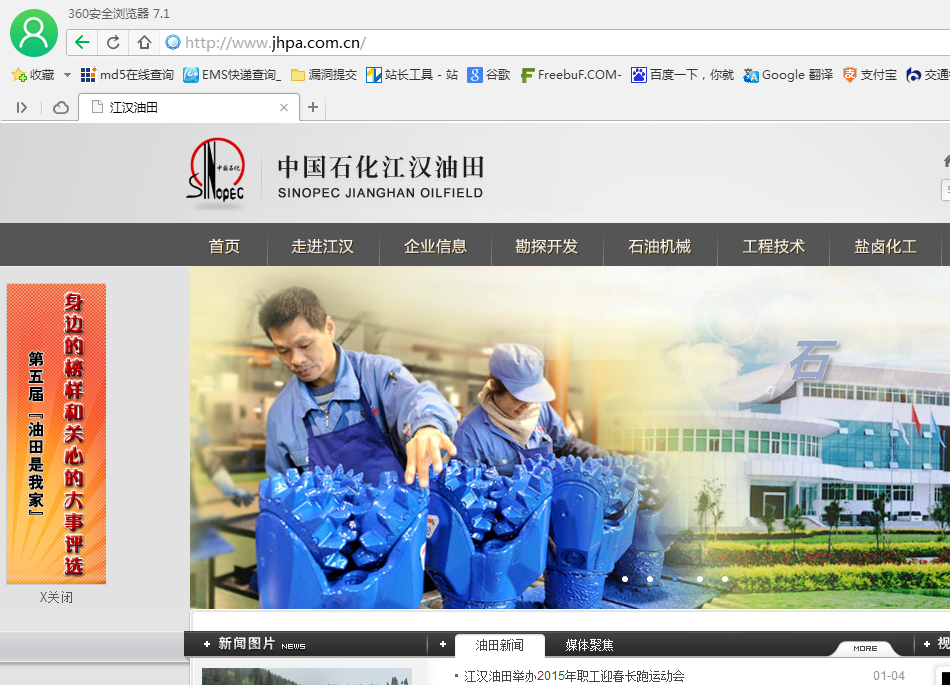 360安全浏览器 7.1
http://www.jhpa.com.cn/
收藏 md5在线查询 EMS快递查询_ 漏洞提交 站长工具 - 站 谷歌 FreebuF.COM- 百度一下，你就 Google 翻译 支付宝 交通
江汉油田
SINOPEC 中国石化
中国石化江汉油田
SINOPEC JIANGHAN OILFIELD
首页 走进江汉 企业信息 勘探开发 石油机械 工程技术 盐卤化工
身边的榜样和关心的大事评选
第五届『油田是我家』
石
X关闭
新闻图片 NEWS 油田新闻 媒体聚焦 MORE 视
江汉油田举办2015年职工迎春长跑运动会 01-04